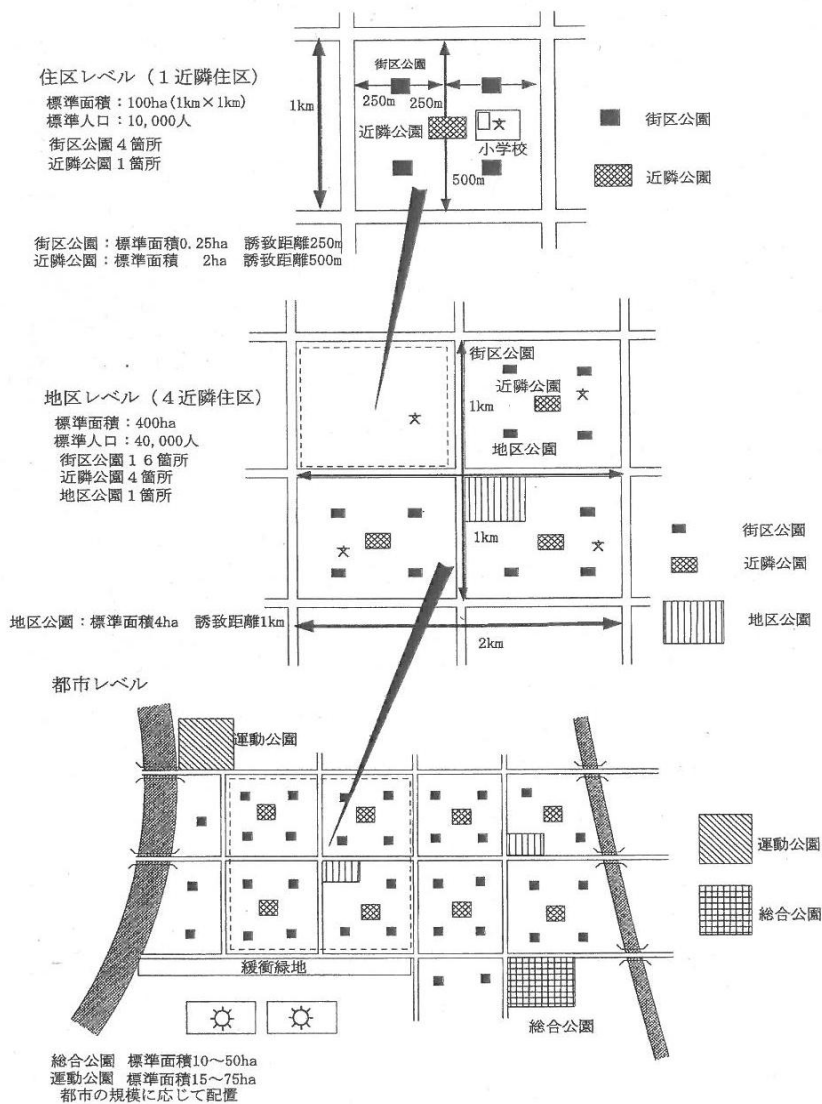 住区レベル（１近隣住区）
標準面積：100ha(1km×1km)
標準人口：10,000人
街区公園４箇所
近隣公園１箇所
1km
街区公園
250m
250m
近隣公園
小学校
500m
街区公園
近隣公園
街区公園：標準面積0.25ha　誘致距離250m
近隣公園：標準面積　2ha　誘致距離500m
地区レベル（４近隣住区）
標準面積：400ha
標準人口：40,000人
街区公園１６箇所
近隣公園４箇所
地区公園１箇所
街区公園
近隣公園
1km
地区公園
1km
2km
街区公園
近隣公園
地区公園
地区公園：標準面積4ha　誘致距離1km
都市レベル
運動公園
緩衝緑地
総合公園
運動公園
総合公園
総合公園　標準面積10～50ha
運動公園　標準面積15～75ha
都市の規模に応じて配置